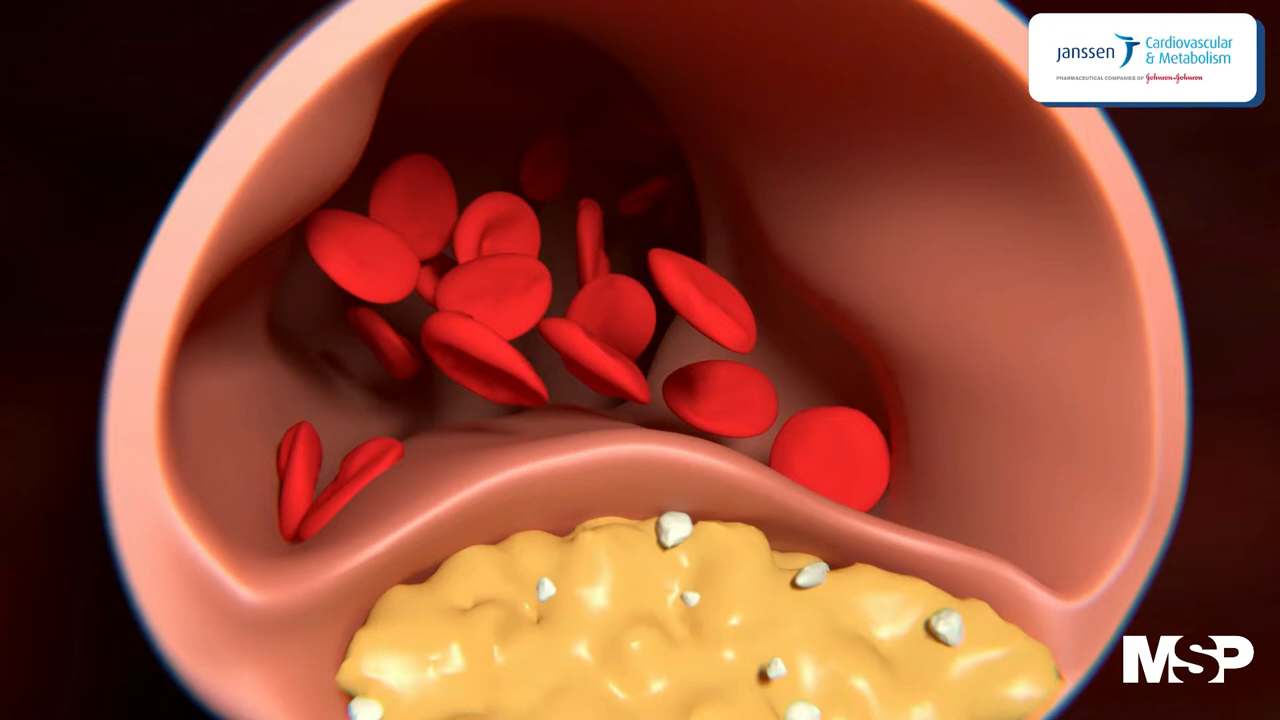 janssen
Cardiovascular
& Metabolism
PHARMACEUTICAL COMPANIES OF Johnson & Johnson
MSP